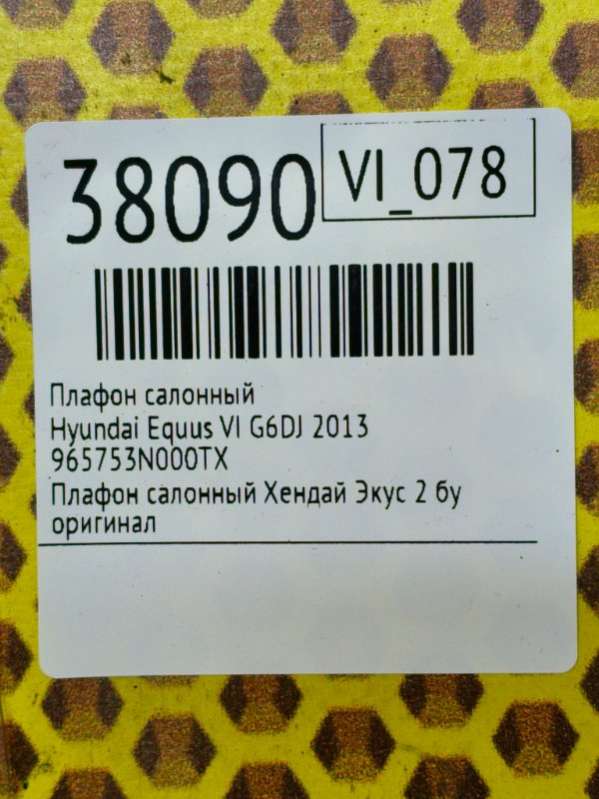 38090
VI_078
Плафон салонный
Hyundai Equus VI G6DJ 2013
965753N000TX
Плафон салонный Хендай Экус 2 бу
оригинал